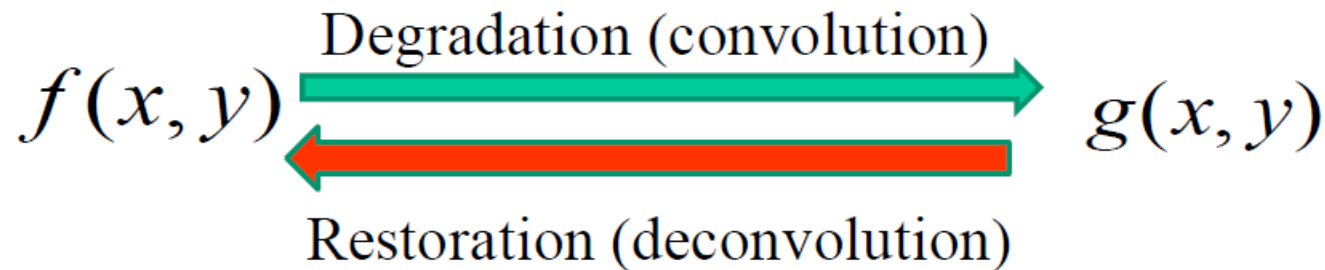 Degradation (convolution)
f(x, y) g(x, y)
Restoration (deconvolution)